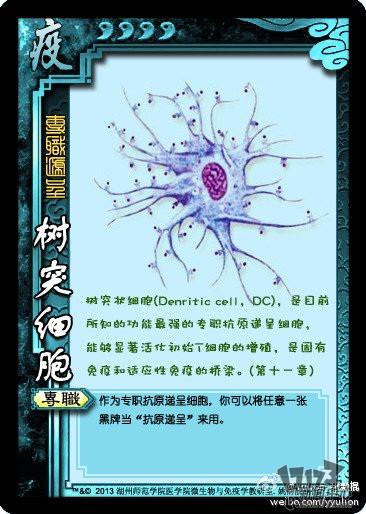 疫
專職遞呈
树突细胞
树突状细胞(Denritic cell, DC), 是目前
所知的功能最强的专职抗原递呈细胞,
能够显著活化初始T细胞的增殖, 是固有
免疫和适应性免疫的桥梁。(第十一章)
專職
作为专职抗原递呈细胞, 你可以将任意一张
黑牌当“抗原递呈”来用。
™&© 2013 湖州师范学院医学院微生物与免疫学教研室
weibo.com/yyulion